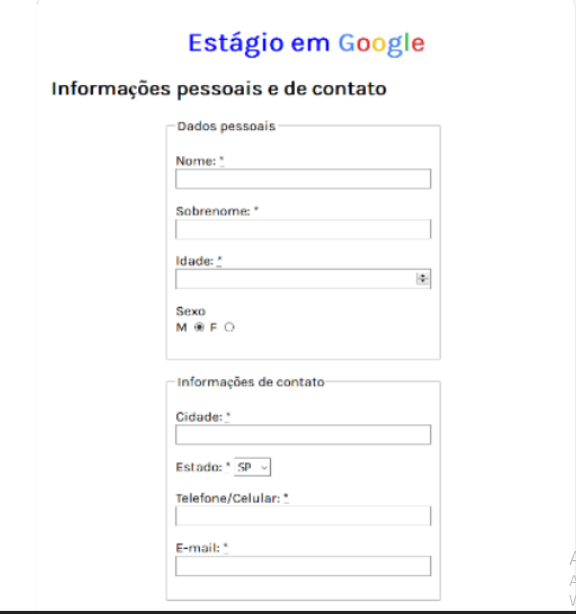 Estágio em Google
Informações pessoais e de contato
Dados pessoais
Nome: *
Sobrenome: *
Idade: *
Sexo
M F
Informações de contato
Cidade: *
Estado: * SP
Telefone/Celular: *
E-mail: *